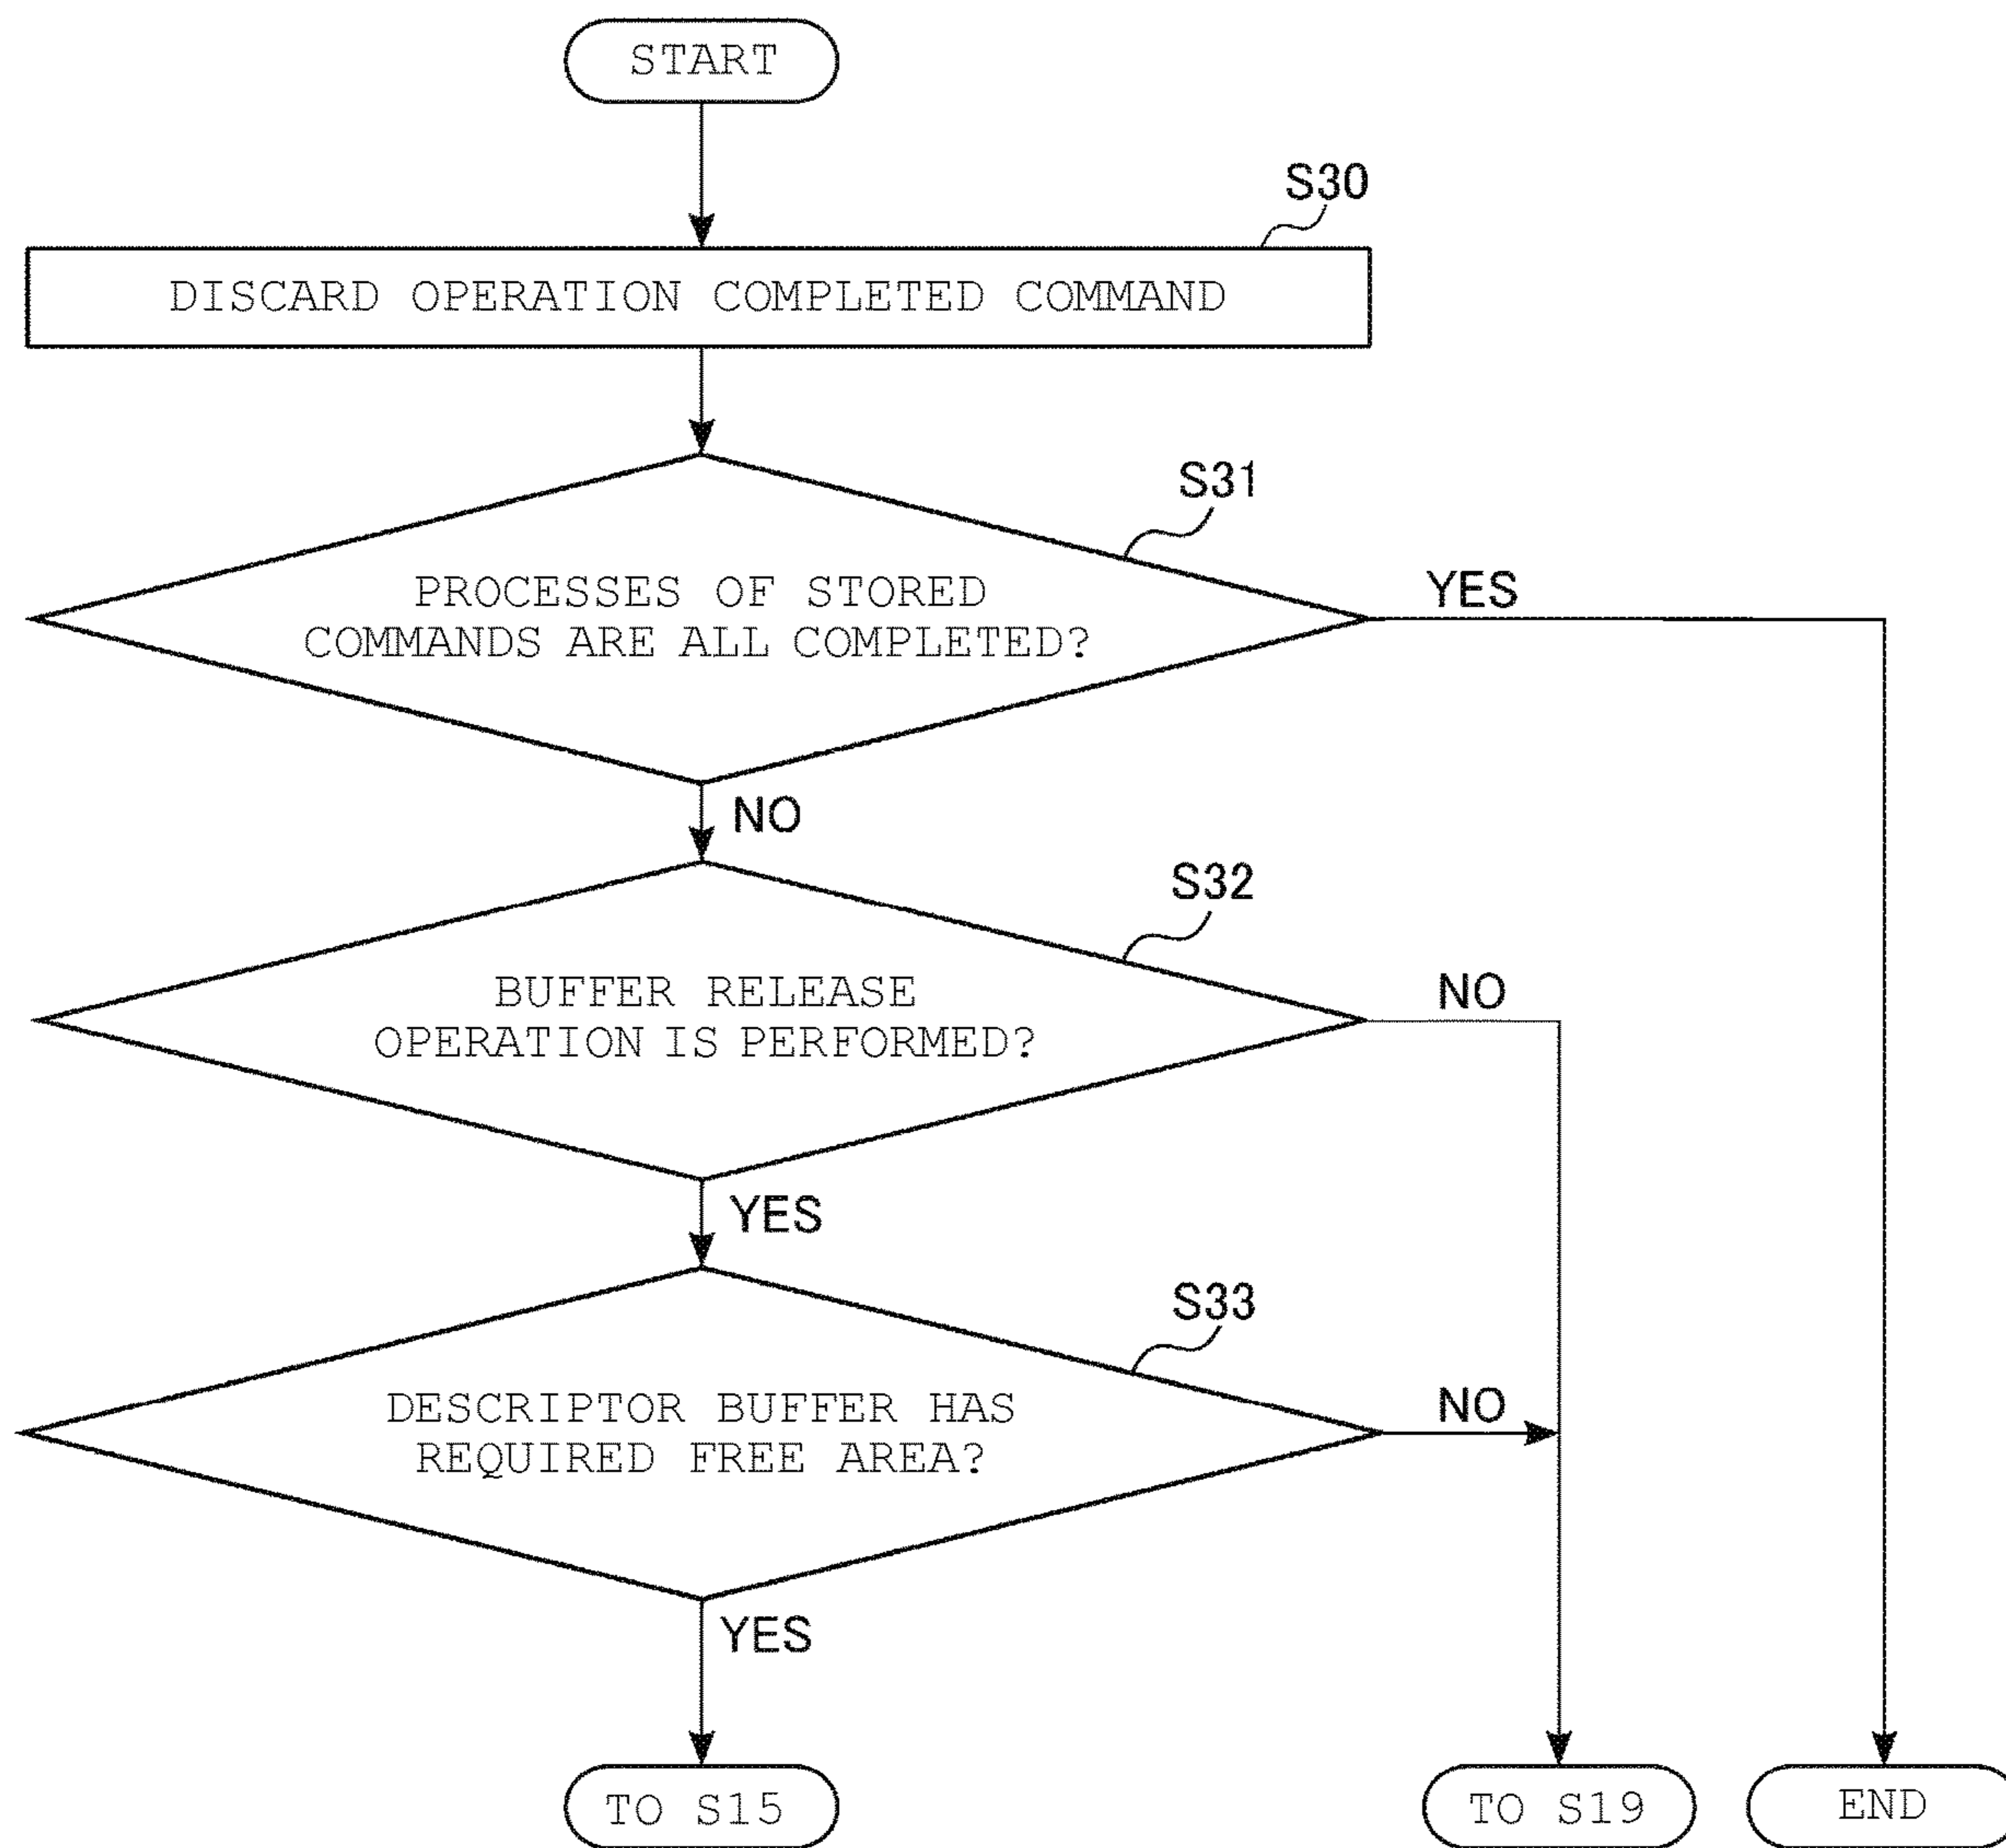 START
S30
DISCARD OPERATION COMPLETED COMMAND
S31
PROCESSES OF STORED
COMMANDS ARE ALL COMPLETED?
YES
NO
S32
BUFFER RELEASE
OPERATION IS PERFORMED?
NO
YES
S33
DESCRIPTOR BUFFER HAS
REQUIRED FREE AREA?
NO
YES
TO S15
TO S19
END